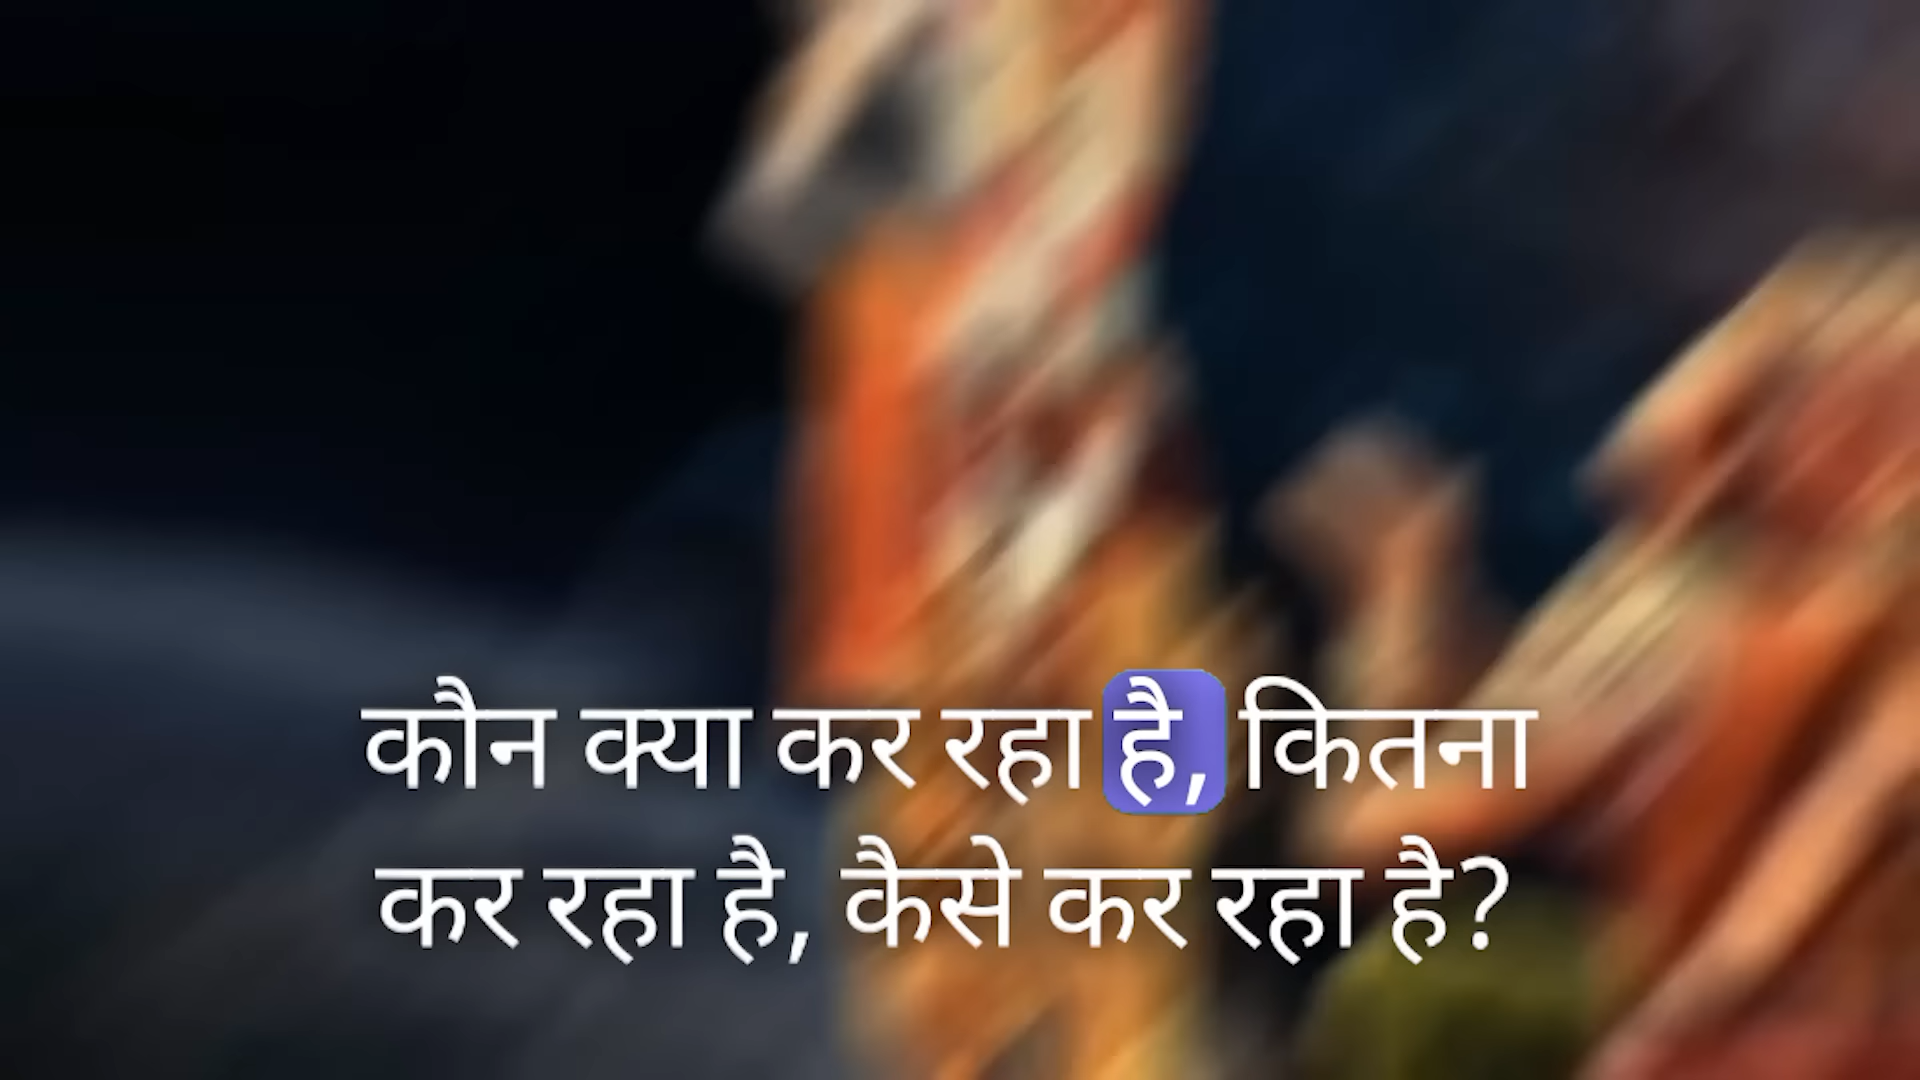 कौन क्या कर रहा है, कितना
कर रहा है, कैसे कर रहा है?